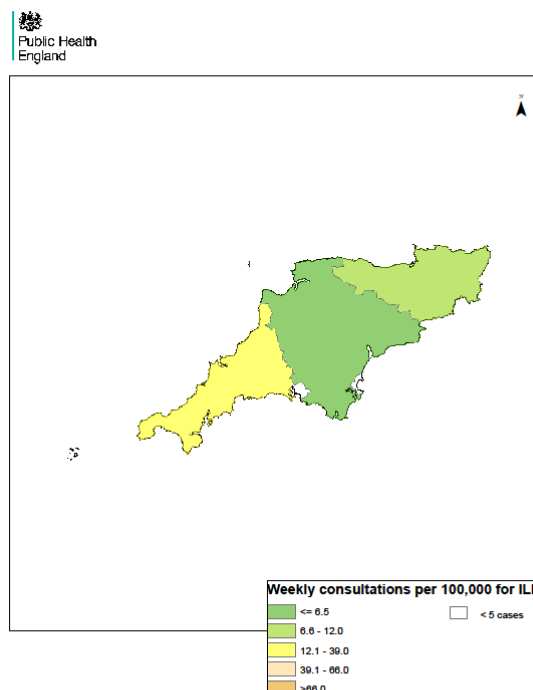 Public Health
England
N
Weekly consultations per 100,000 for ILI
<= 6.5
< 5 cases
6.6 - 12.0
12.1 - 39.0
39.1 - 66.0
>66.0